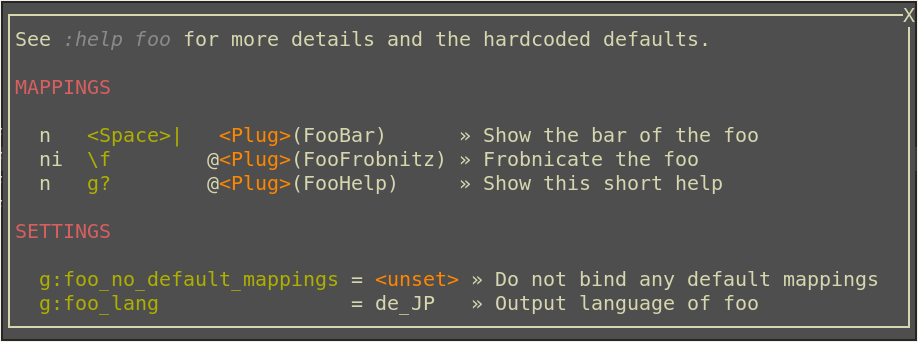 X
See :help foo for more details and the hardcoded defaults.
MAPPINGS
n   <Space>|   <Plug>(FooBar)      » Show the bar of the foo
ni  \f        @<Plug>(FooFrobnitz) » Frobnicate the foo
n   g?        @<Plug>(FooHelp)     » Show this short help
SETTINGS
g:foo_no_default_mappings = <unset> » Do not bind any default mappings
g:foo_lang                = de_JP   » Output language of foo